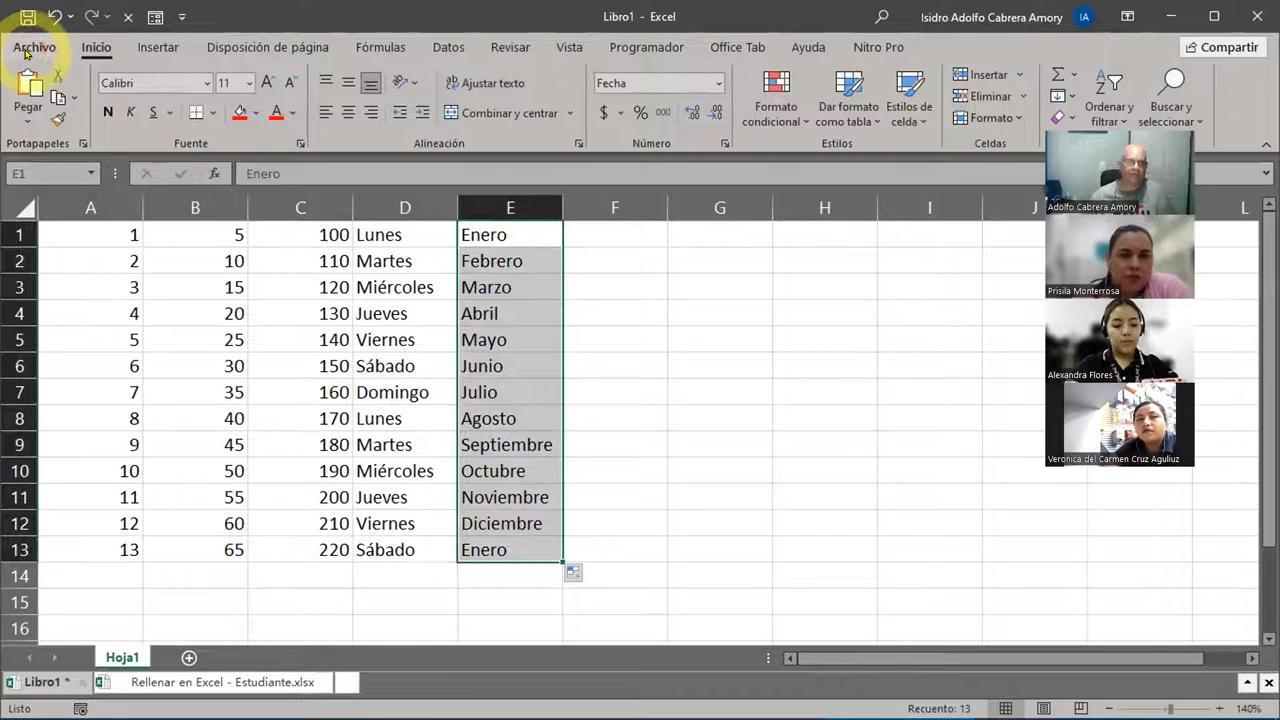 Libro1 - Excel
Isidro Adolfo Cabrera Amory
IA
Archivo
Inicio
Insertar
Disposición de página
Fórmulas
Datos
Revisar
Vista
Programador
Office Tab
Ayuda
Nitro Pro
Compartir
Pegar
Portapapeles
Calibri
11
N K S
Fuente
Ajustar texto
Combinar y centrar
Alineación
Fecha
$ % 000
Número
Formato condicional
Dar formato como tabla
Estilos de celda
Estilos
Insertar
Eliminar
Formato
Celdas
Ordenar y filtrar
Buscar y seleccionar
E1
fx
Enero
A B C D E F G H I J L
1 1 5 100 Lunes Enero
2 2 10 110 Martes Febrero
3 3 15 120 Miércoles Marzo
4 4 20 130 Jueves Abril
5 5 25 140 Viernes Mayo
6 6 30 150 Sábado Junio
7 7 35 160 Domingo Julio
8 8 40 170 Lunes Agosto
9 9 45 180 Martes Septiembre
10 10 50 190 Miércoles Octubre
11 11 55 200 Jueves Noviembre
12 12 60 210 Viernes Diciembre
13 13 65 220 Sábado Enero
14
15
16
Adolfo Cabrera Amory
Prisila Monterrosa
Alexandra Flores
Veronica del Carmen Cruz Aguliuz
Hoja1
Libro1 *
Rellenar en Excel - Estudiante.xlsx
Listo
Recuento: 13
140%